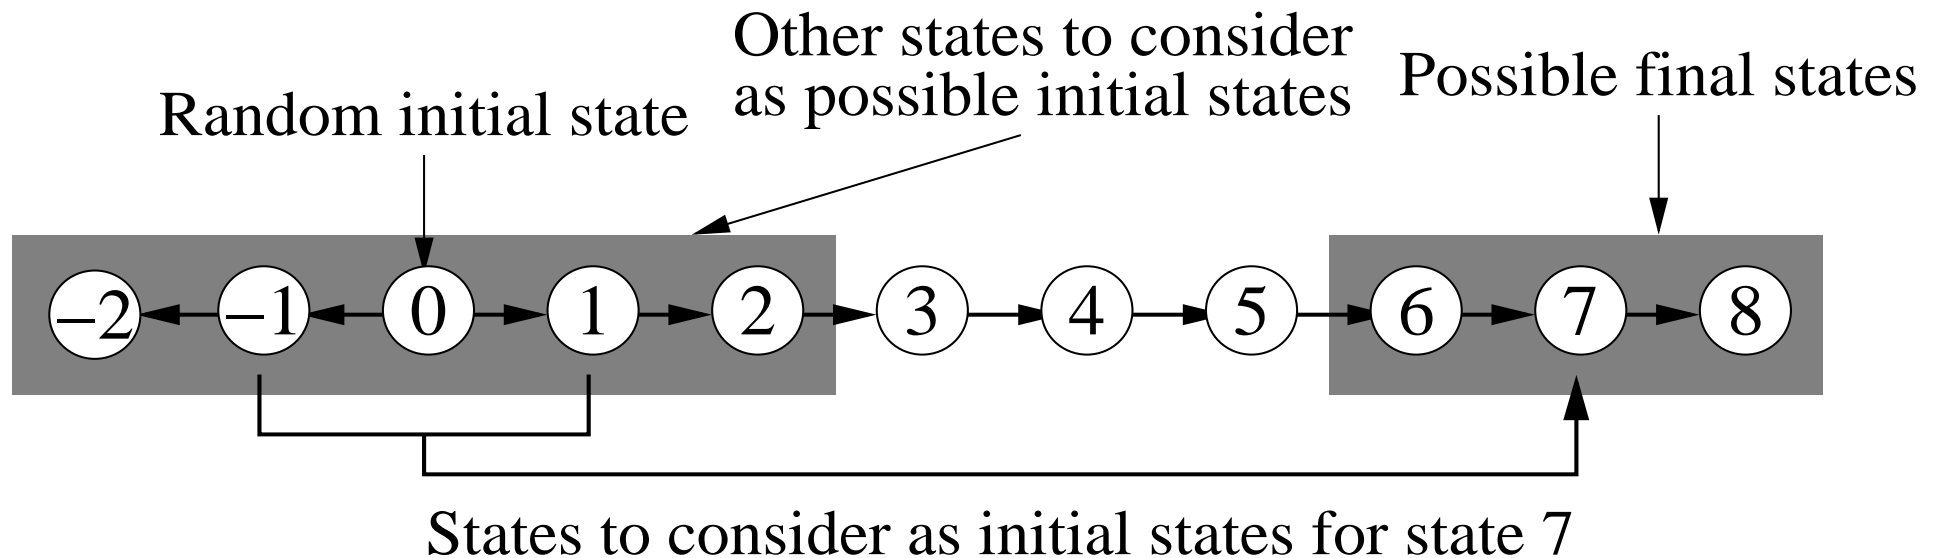 Other states to consider
as possible initial states
Possible final states
Random initial state
−2 −1 0 1 2 3 4 5 6 7 8
States to consider as initial states for state 7